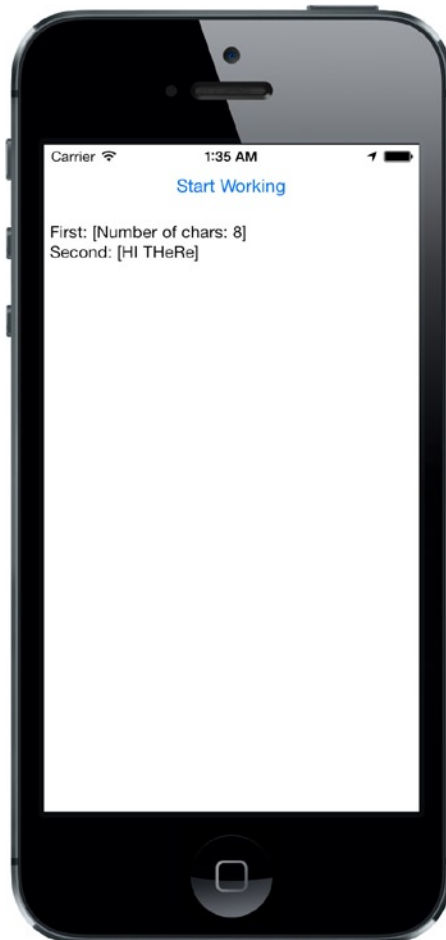 Carrier 1:35 AM
Start Working
First: [Number of chars: 8]
Second: [HI THeRe]